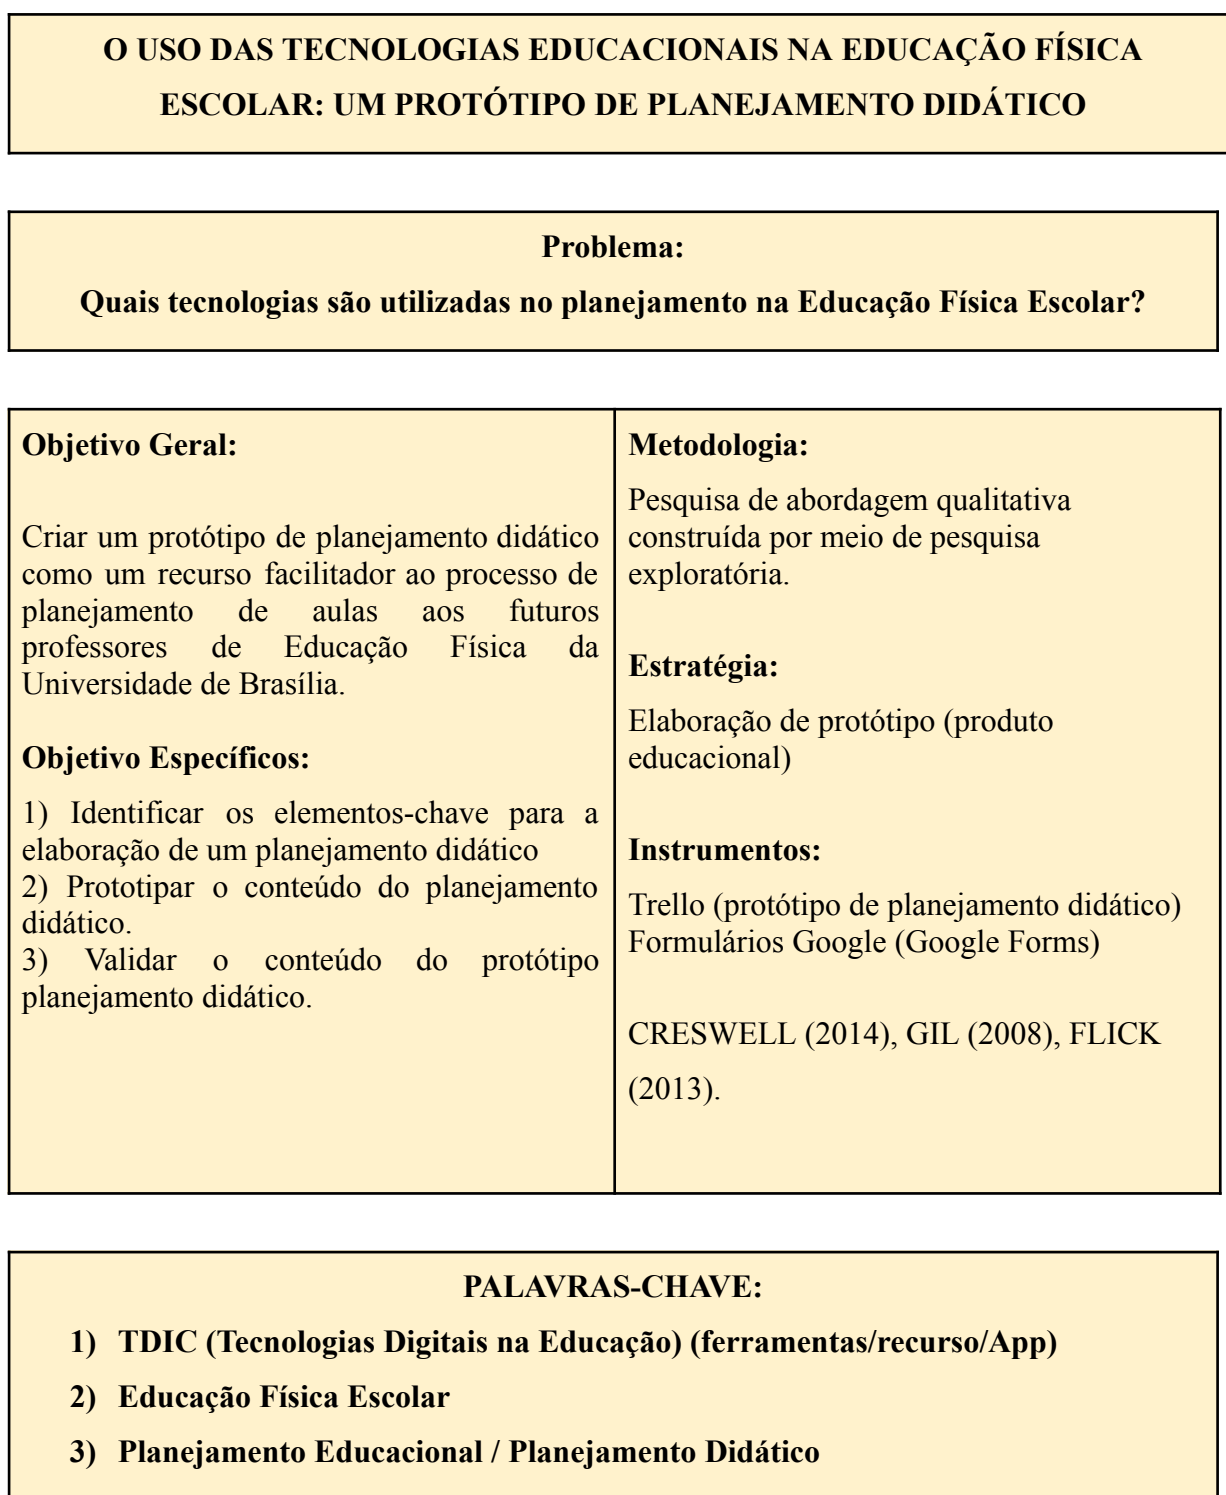 O USO DAS TECNOLOGIAS EDUCACIONAIS NA EDUCAÇÃO FÍSICA
ESCOLAR: UM PROTÓTIPO DE PLANEJAMENTO DIDÁTICO
Problema:
Quais tecnologias são utilizadas no planejamento na Educação Física Escolar?
Objetivo Geral:
Criar um protótipo de planejamento didático
como um recurso facilitador ao processo de
planejamento de aulas aos futuros
professores de Educação Física da
Universidade de Brasília.
Objetivo Específicos:
1) Identificar os elementos-chave para a
elaboração de um planejamento didático
2) Prototipar o conteúdo do planejamento
didático.
3) Validar o conteúdo do protótipo
planejamento didático.
Metodologia:
Pesquisa de abordagem qualitativa
construída por meio de pesquisa
exploratória.
Estratégia:
Elaboração de protótipo (produto
educacional)
Instrumentos:
Trello (protótipo de planejamento didático)
Formulários Google (Google Forms)
CRESWELL (2014), GIL (2008), FLICK
(2013).
PALAVRAS-CHAVE:
1) TDIC (Tecnologias Digitais na Educação) (ferramentas/recurso/App)
2) Educação Física Escolar
3) Planejamento Educacional / Planejamento Didático